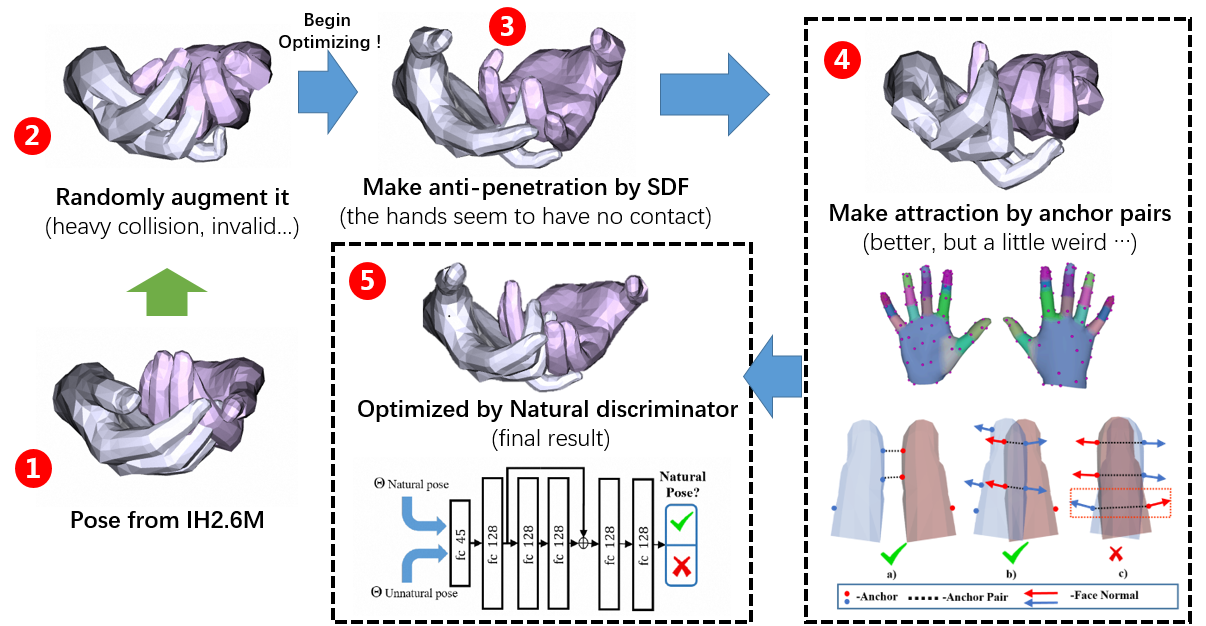 1
Pose from IH2.6M
2
Randomly augment it
(heavy collision, invalid...)
Begin
Optimizing !
3
Make anti-penetration by SDF
(the hands seem to have no contact)
4
Make attraction by anchor pairs
(better, but a little weird ···)
a)
b)
c)
-Anchor
-Anchor Pair
-Face Normal
5
Optimized by Natural discriminator
(final result)
Θ Natural pose
Θ Unnatural pose
fc 45
fc 128
fc 128
fc 128
fc 128
fc 128
Natural
Pose?